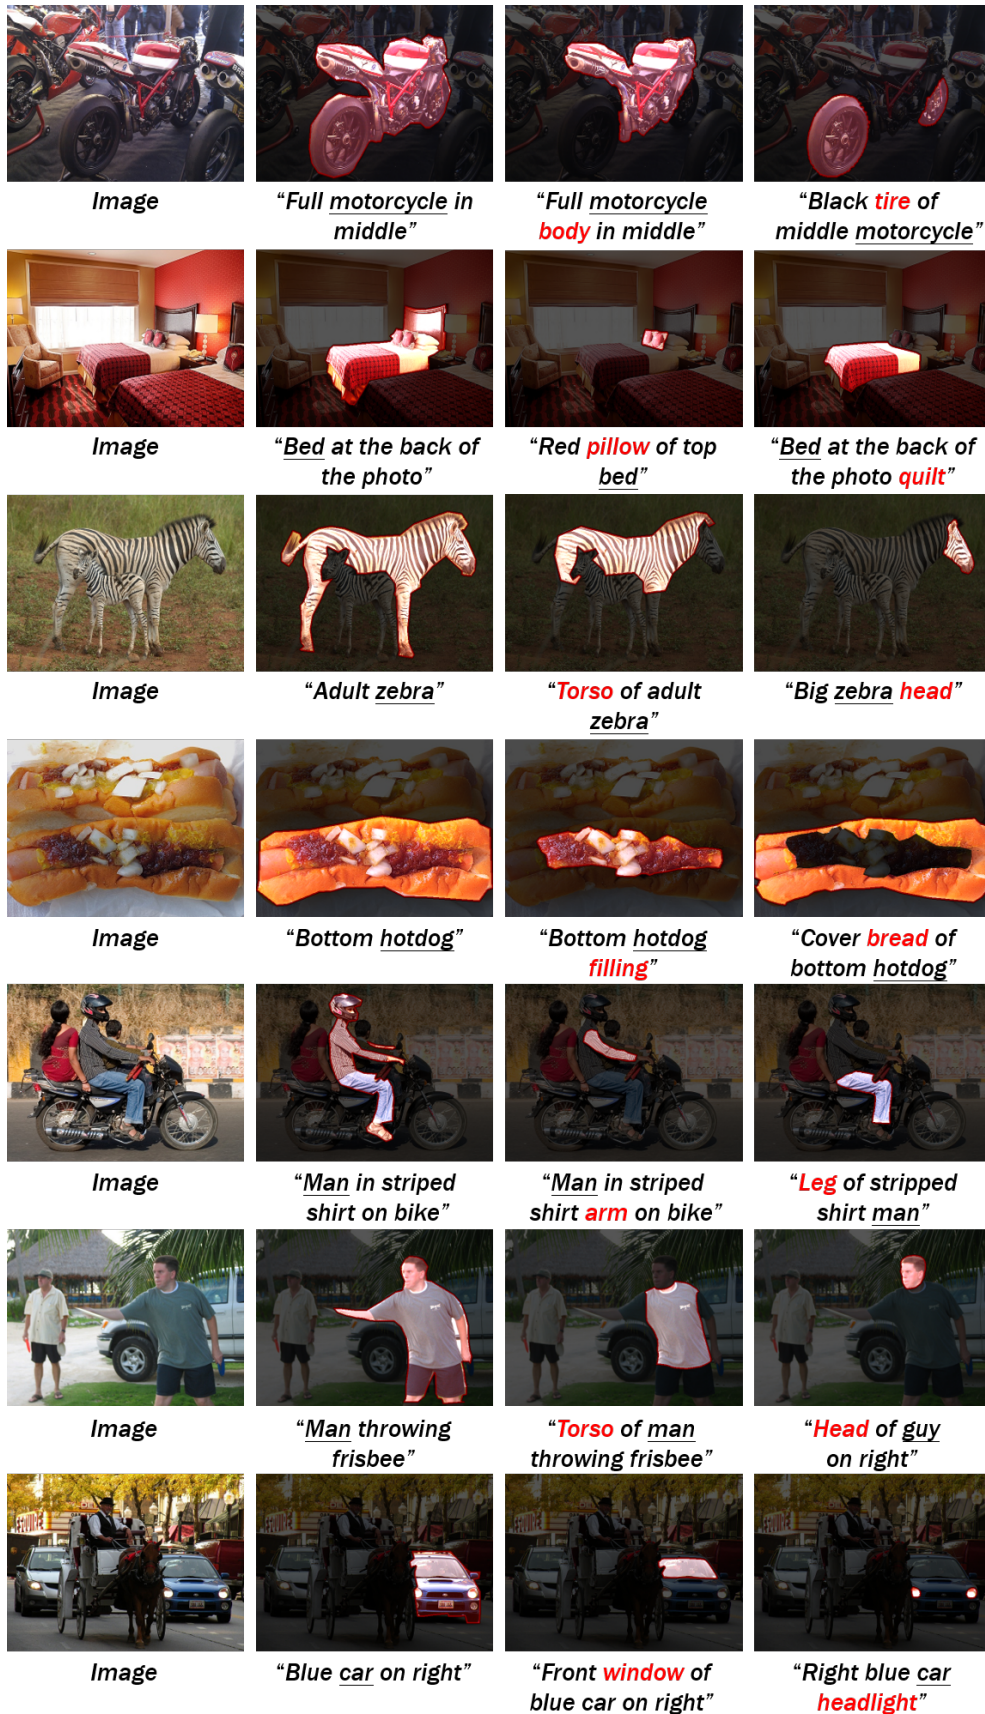 Image
“Full motorcycle in
middle”
“Full motorcycle
body in middle”
“Black tire of
middle motorcycle”
Image
“Bed at the back of
the photo”
“Red pillow of top
bed”
“Bed at the back of
the photo quilt”
Image
“Adult zebra”
“Torso of adult
zebra”
“Big zebra head”
Image
“Bottom hotdog”
“Bottom hotdog
filling”
“Cover bread of
bottom hotdog”
Image
“Man in striped
shirt on bike”
“Man in striped
shirt arm on bike”
“Leg of stripped
shirt man”
Image
“Man throwing
frisbee”
“Torso of man
throwing frisbee”
“Head of guy
on right”
Image
“Blue car on right”
“Front window of
blue car on right”
“Right blue car
headlight”